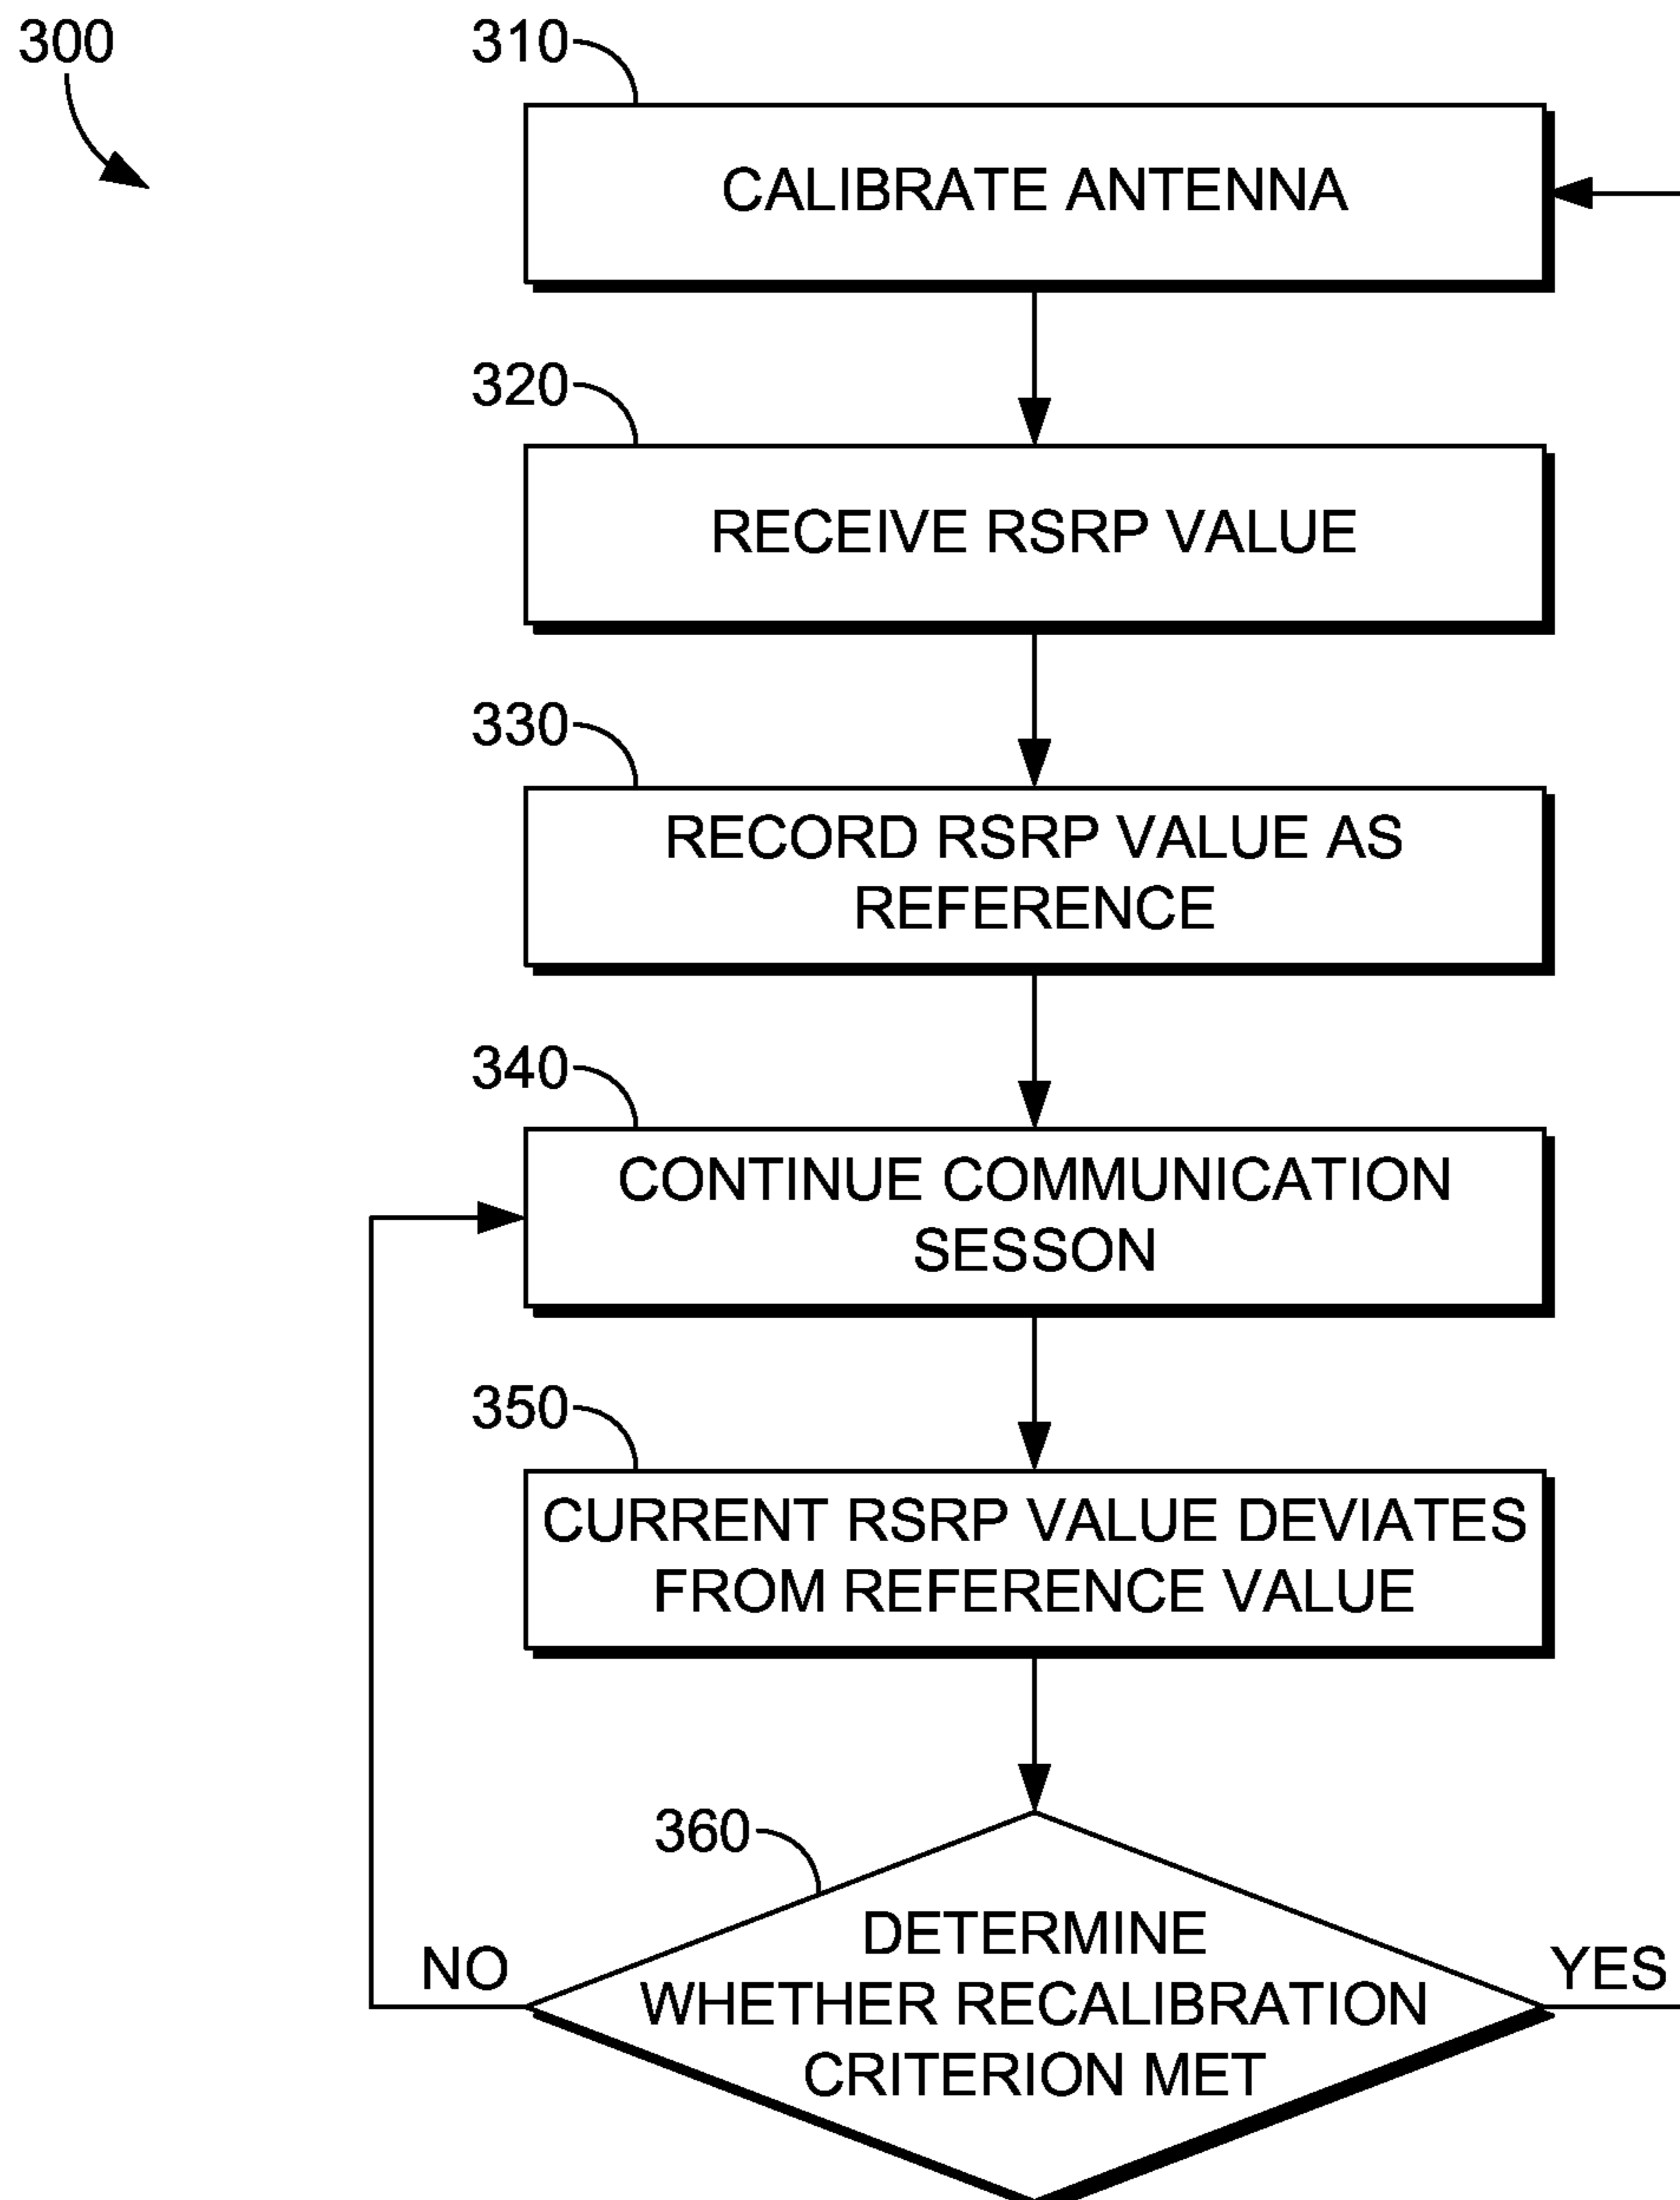 300
310
CALIBRATE ANTENNA
320
RECEIVE RSRP VALUE
330
RECORD RSRP VALUE AS
REFERENCE
340
CONTINUE COMMUNICATION
SESSON
350
CURRENT RSRP VALUE DEVIATES
FROM REFERENCE VALUE
360
DETERMINE
WHETHER RECALIBRATION
CRITERION MET
NO
YES